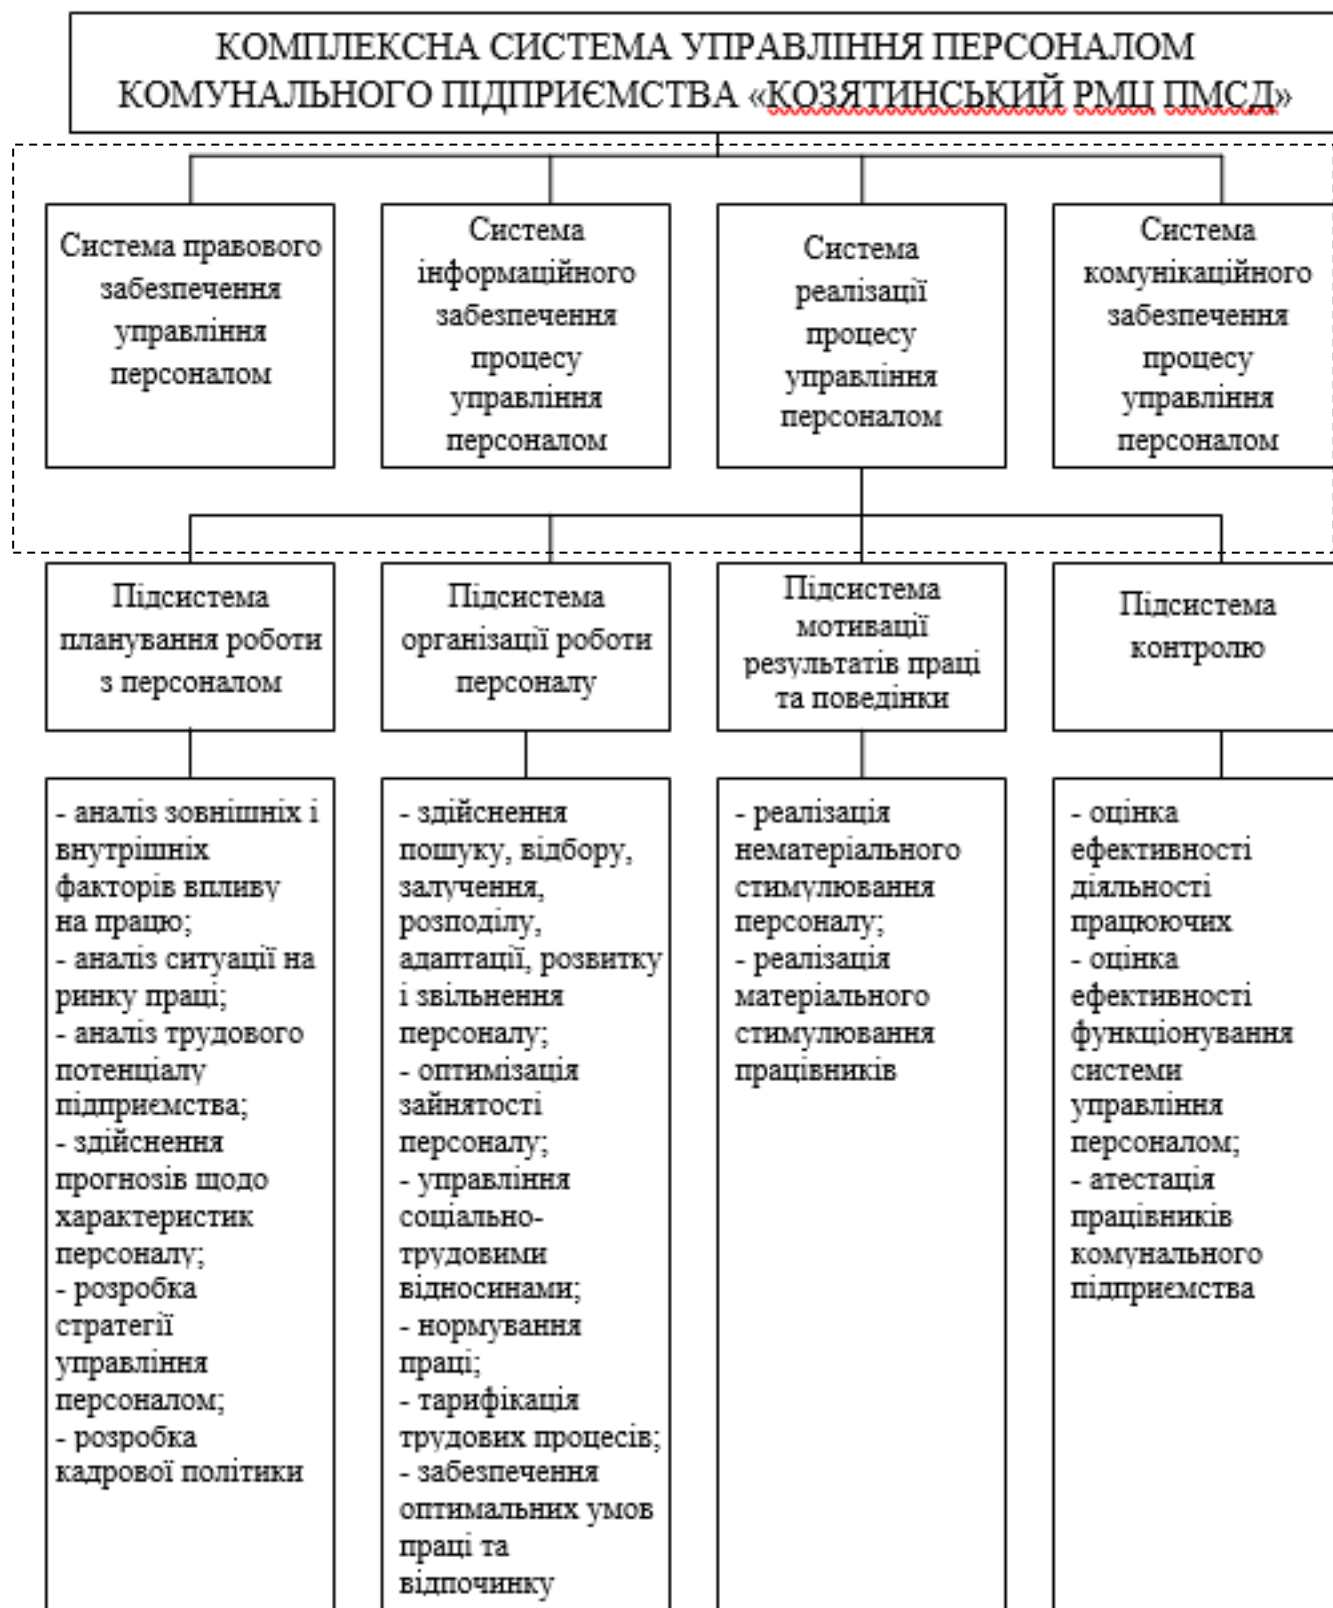 КОМПЛЕКСНА СИСТЕМА УПРАВЛІННЯ ПЕРСОНАЛОМ
КОМУНАЛЬНОГО ПІДПРИЄМСТВА «КОЗЯТИНСЬКИЙ РМЦ ПМСД»
Система правового
забезпечення
управління
персоналом
Система
інформаційного
забезпечення
процесу
управління
персоналом
Система
реалізації
процесу
управління
персоналом
Система
комунікаційного
забезпечення
процесу
управління
персоналом
Підсистема
планування роботи
з персоналом
Підсистема
організації роботи
персоналу
Підсистема
мотивації
результатів праці
та поведінки
Підсистема
контролю
- аналіз зовнішніх і
внутрішніх
факторів впливу
на працю;
- аналіз ситуації на
ринку праці;
- аналіз трудового
потенціалу
підприємства;
- здійснення
прогнозів щодо
характеристик
персоналу;
- розробка
стратегії
управління
персоналом;
- розробка
кадрової політики
- здійснення
пошуку, відбору,
залучення,
розподілу,
адаптації, розвитку
і звільнення
персоналу;
- оптимізація
зайнятості
персоналу;
- управління
соціально-
трудовими
відносинами;
- нормування
праці;
- тарифікація
трудових процесів;
- забезпечення
оптимальних умов
праці та
відпочинку
- реалізація
нематеріального
стимулювання
персоналу;
- реалізація
матеріального
стимулювання
працівників
- оцінка
ефективності
діяльності
працюючих
- оцінка
ефективності
функціонування
системи
управління
персоналом;
- атестація
працівників
комунального
підприємства